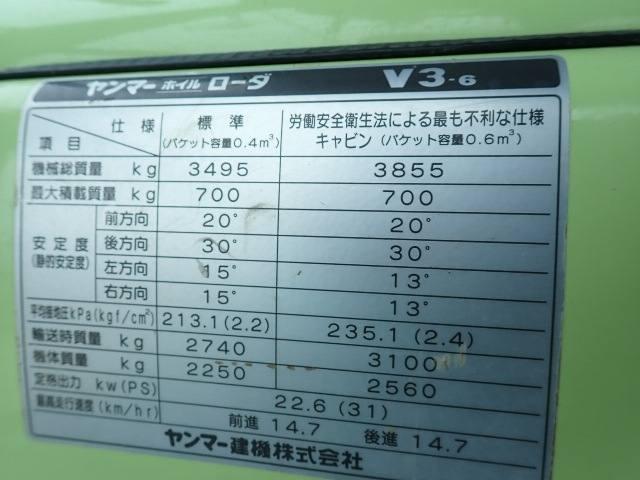 ヤンマー ホイル ローダ V3-6
仕様 標準 労働安全衛生法による最も不利な仕様
項目 (バケット容量0.4m³) キャビン (バケット容量0.6m³)
機械総質量 kg 3495 3855
最大積載質量 kg 700 700
安定度 (静的安定度) 前方向 20° 20°
後方向 30° 30°
左方向 15° 13°
右方向 15° 13°
平均接地圧kPa(kgf/cm²) 213.1(2.2) 235.1(2.4)
輸送時質量 kg 2740 3100
機体質量 kg 2250 2560
定格出力 kw(PS) 22.6(31)
最高走行速度(km/hr) 前進 14.7 後進 14.7
ヤンマー建機株式会社